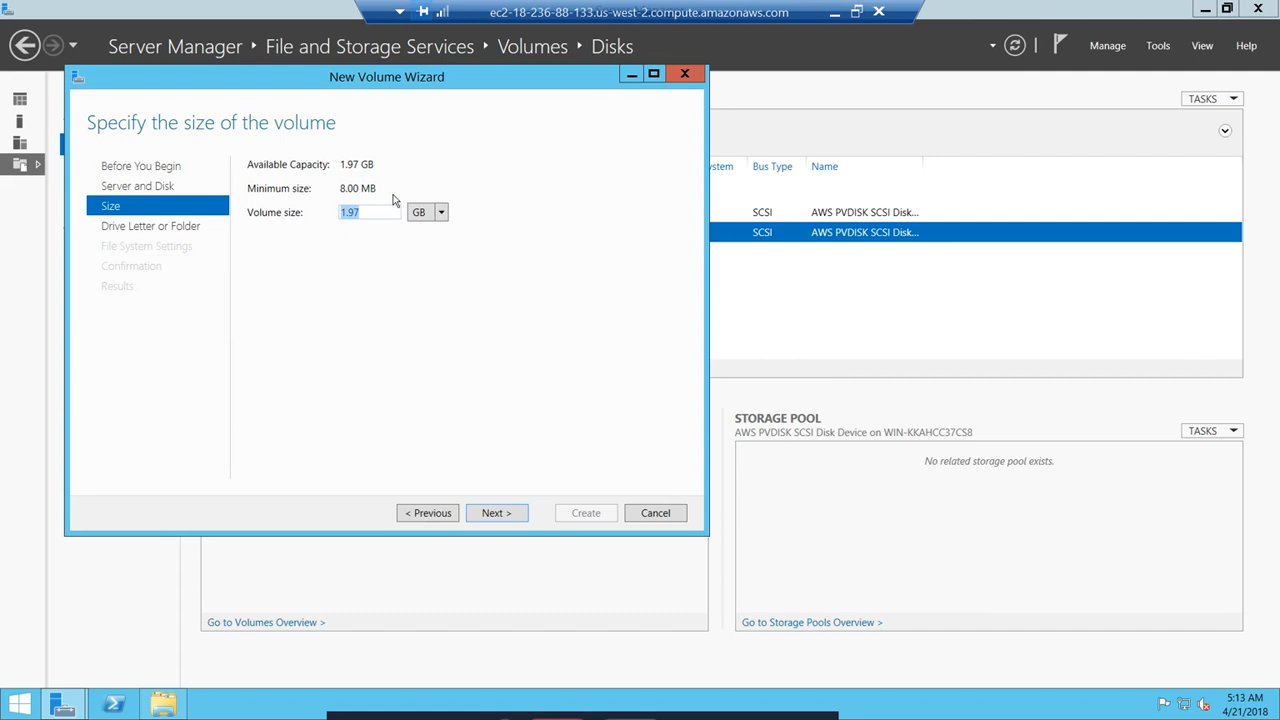 ec2-18-236-88-133.us-west-2.compute.amazonaws.com
Server Manager ‣ File and Storage Services ‣ Volumes ‣ Disks
Manage Tools View Help
New Volume Wizard
Specify the size of the volume
Before You Begin
Server and Disk
Size
Drive Letter or Folder
File System Settings
Confirmation
Results
Available Capacity: 1.97 GB
Minimum size: 8.00 MB
Volume size: 1.97 GB
< Previous Next > Create Cancel
TASKS
Bus Type Name
SCSI AWS PVDISK SCSI Disk...
SCSI AWS PVDISK SCSI Disk...
STORAGE POOL
AWS PVDISK SCSI Disk Device on WIN-KKAHCC37CS8
TASKS
No related storage pool exists.
Go to Volumes Overview >
Go to Storage Pools Overview >
5:13 AM
4/21/2018